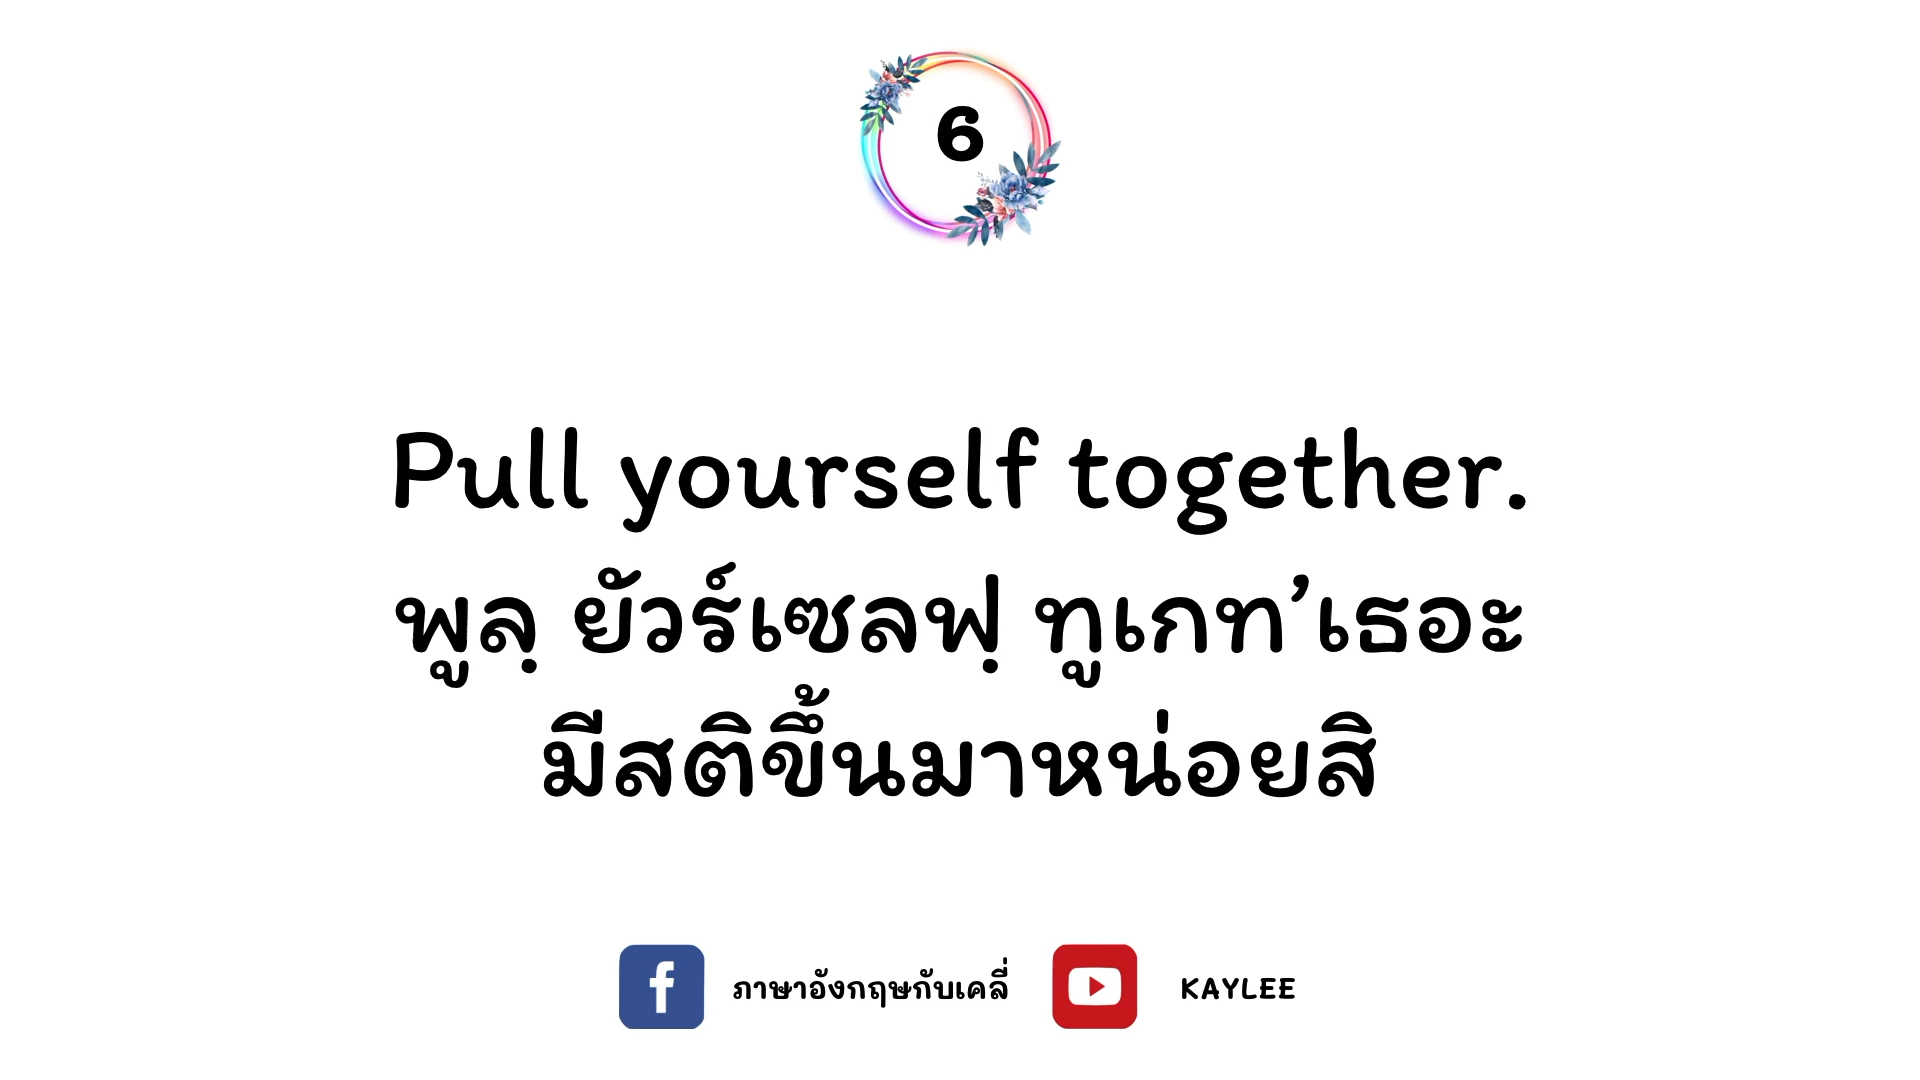 6
Pull yourself together.
พูลฺ ยัวร์เซลฟฺ ทูเกท’เธอะ
มีสติขึ้นมาหน่อยสิ
ภาษาอังกฤษกับเคลี่ KAYLEE